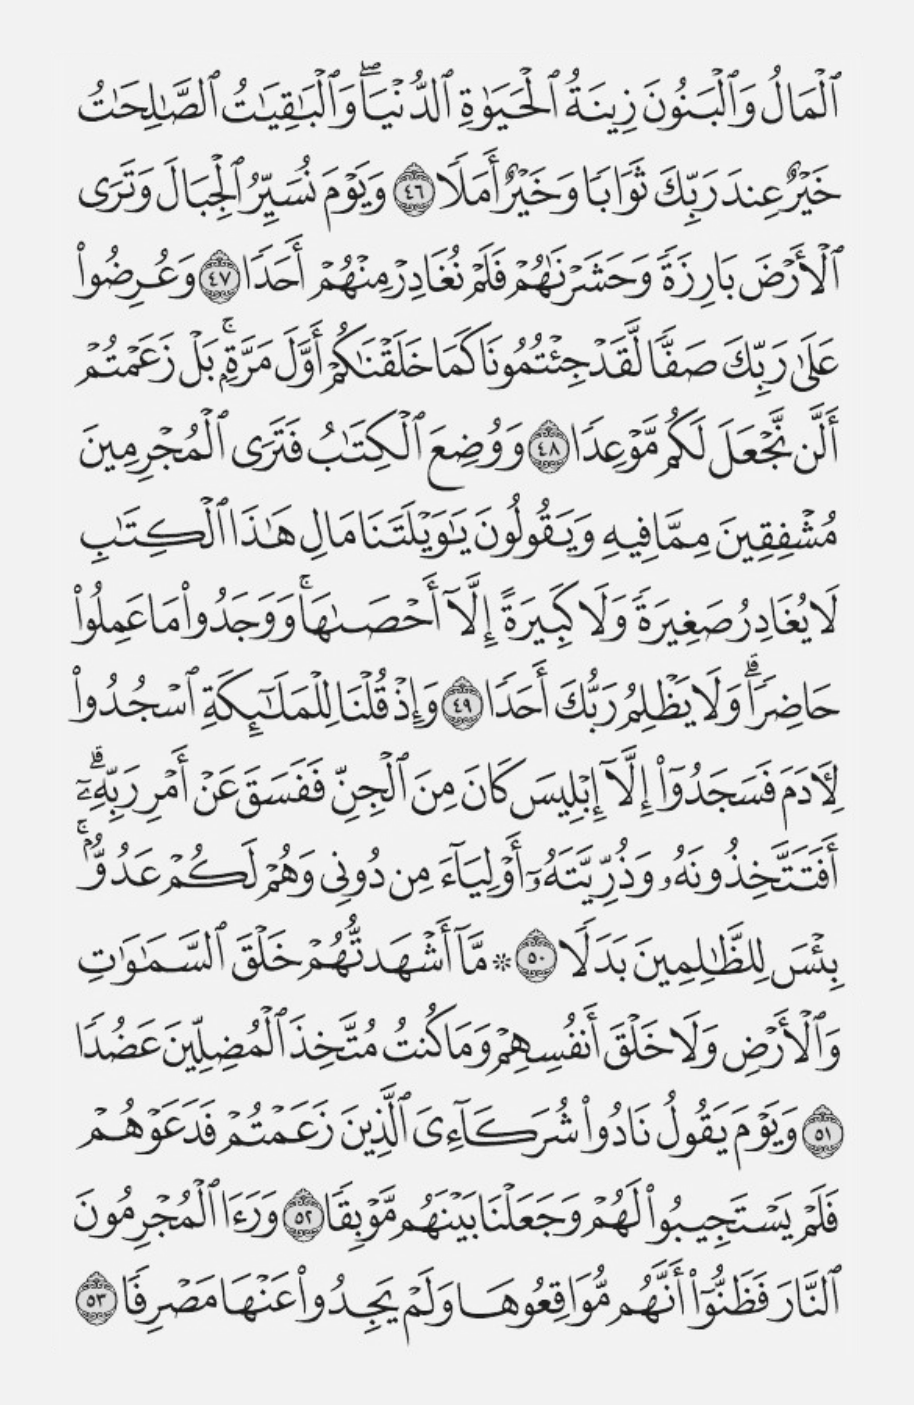 ٱلْمَالُ وَٱلْبَنُونَ زِينَةُ ٱلْحَيَوٰةِ ٱلدُّنْيَاۖ وَٱلْبَٰقِيَٰتُ ٱلصَّٰلِحَٰتُ
خَيْرٌ عِندَ رَبِّكَ ثَوَابًا وَخَيْرٌ أَمَلًا ٤٦ وَيَوْمَ نُسَيِّرُ ٱلْجِبَالَ وَتَرَى
ٱلْأَرْضَ بَارِزَةً وَحَشَرْنَٰهُمْ فَلَمْ نُغَادِرْ مِنْهُمْ أَحَدًا ٤٧ وَعُرِضُوا۟
عَلَىٰ رَبِّكَ صَفًّا لَّقَدْ جِئْتُمُونَا كَمَا خَلَقْنَٰكُمْ أَوَّلَ مَرَّةٍۭۚ بَلْ زَعَمْتُمْ
أَلَّن نَّجْعَلَ لَكُم مَّوْعِدًا ٤٨ وَوُضِعَ ٱلْكِتَٰبُ فَتَرَى ٱلْمُجْرِمِينَ
مُشْفِقِينَ مِمَّا فِيهِ وَيَقُولُونَ يَٰوَيْلَتَنَا مَالِ هَٰذَا ٱلْكِتَٰبِ
لَا يُغَادِرُ صَغِيرَةً وَلَا كَبِيرَةً إِلَّآ أَحْصَىٰهَاۚ وَوَجَدُوا۟ مَا عَمِلُوا۟
حَاضِرًاۗ وَلَا يَظْلِمُ رَبُّكَ أَحَدًا ٤٩ وَإِذْ قُلْنَا لِلْمَلَٰٓئِكَةِ ٱسْجُدُوا۟
لِءَادَمَ فَسَجَدُوٓا۟ إِلَّآ إِبْلِيسَ كَانَ مِنَ ٱلْجِنِّ فَفَسَقَ عَنْ أَمْرِ رَبِّهِۦٓۗ
أَفَتَتَّخِذُونَهُۥ وَذُرِّيَّتَهُۥٓ أَوْلِيَآءَ مِن دُونِى وَهُمْ لَكُمْ عَدُوٌّۢۚ
بِئْسَ لِلظَّٰلِمِينَ بَدَلًا ٥٠ ۞ مَّآ أَشْهَدتُّهُمْ خَلْقَ ٱلسَّمَٰوَٰتِ
وَٱلْأَرْضِ وَلَا خَلْقَ أَنفُسِهِمْ وَمَا كُنتُ مُتَّخِذَ ٱلْمُضِلِّينَ عَضُدًا
٥١ وَيَوْمَ يَقُولُ نَادُوا۟ شُرَكَآءِىَ ٱلَّذِينَ زَعَمْتُمْ فَدَعَوْهُمْ
فَلَمْ يَسْتَجِيبُوا۟ لَهُمْ وَجَعَلْنَا بَيْنَهُم مَّوْبِقًا ٥٢ وَرَءَا ٱلْمُجْرِمُونَ
ٱلنَّارَ فَظَنُّوٓا۟ أَنَّهُم مُّوَاقِعُوهَا وَلَمْ يَجِدُوا۟ عَنْهَا مَصْرِفًا ٥٣